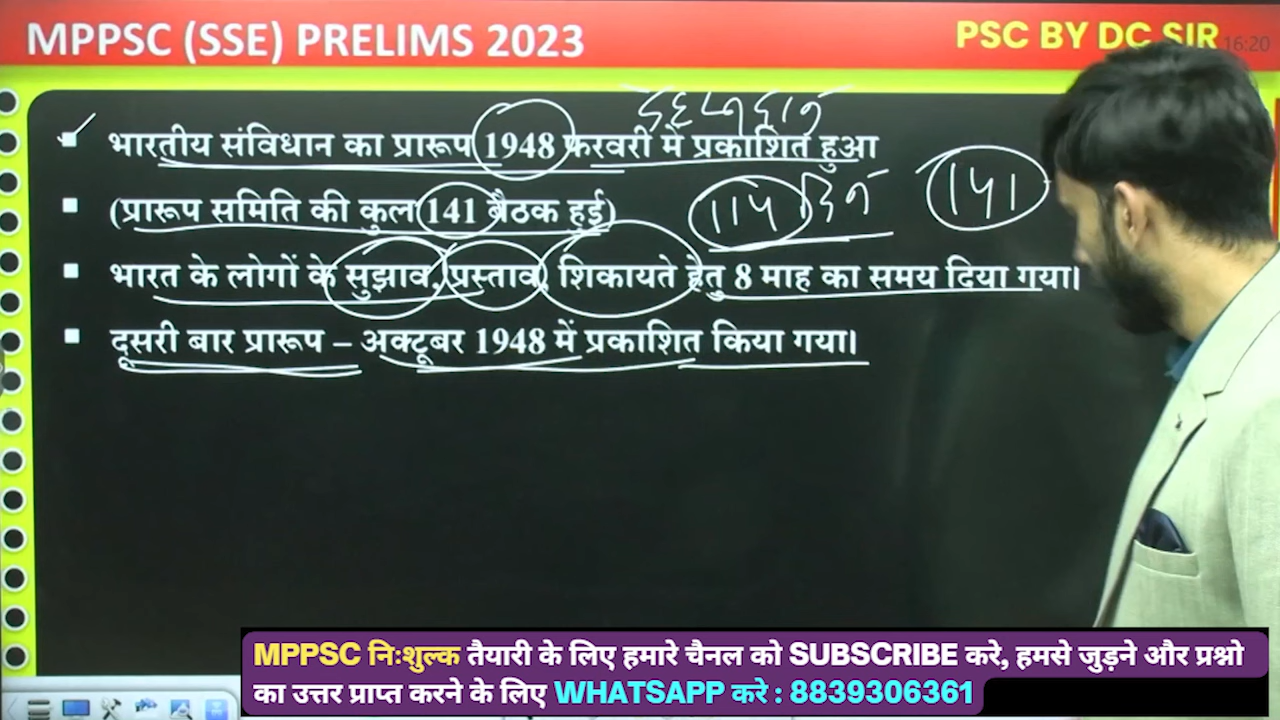 MPPSC (SSE) PRELIMS 2023
PSC BY DC SIR
16:20
भारतीय संविधान का प्रारूप 1948 फरवरी में प्रकाशित हुआ
(प्रारूप समिति की कुल 141 बैठक हुई)
114 दिन
141
भारत के लोगों के सुझाव, प्रस्ताव, शिकायते हेतु 8 माह का समय दिया गया।
दूसरी बार प्रारूप – अक्टूबर 1948 में प्रकाशित किया गया।
MPPSC निःशुल्क तैयारी के लिए हमारे चैनल को SUBSCRIBE करे, हमसे जुड़ने और प्रश्नो
का उत्तर प्राप्त करने के लिए WHATSAPP करे : 8839306361